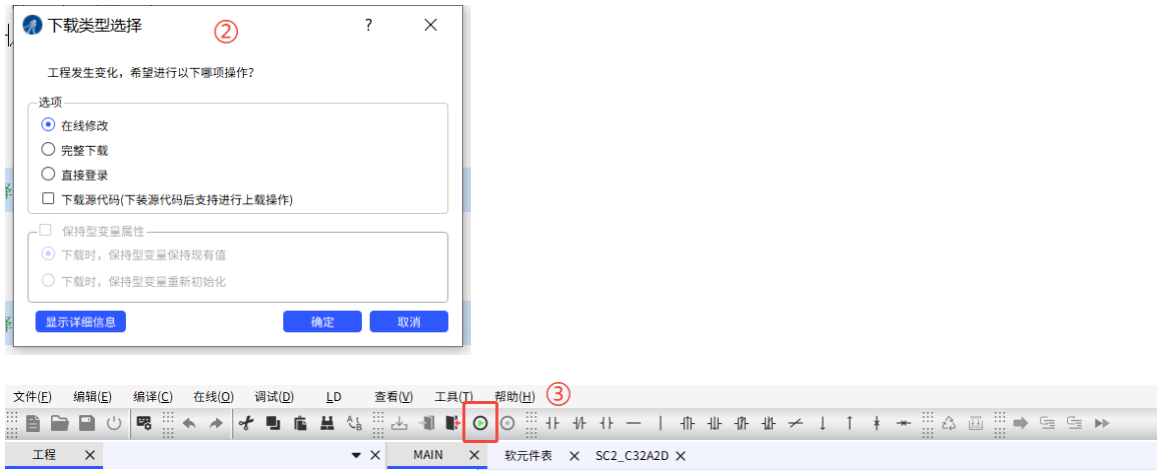 下载类型选择
②
?
工程发生变化，希望进行以下哪项操作？
选项
在线修改
完整下载
直接登录
下载源代码(下装源代码后支持进行上载操作)
保持型变量属性
下载时，保持型变量保持现有值
下载时，保持型变量重新初始化
显示详细信息 确定 取消
文件(F) 编辑(E) 编译(C) 在线(O) 调试(D) LD 查看(V) 工具(T) 帮助(H) ③
工程 MAIN 软元件表 SC2_C32A2D